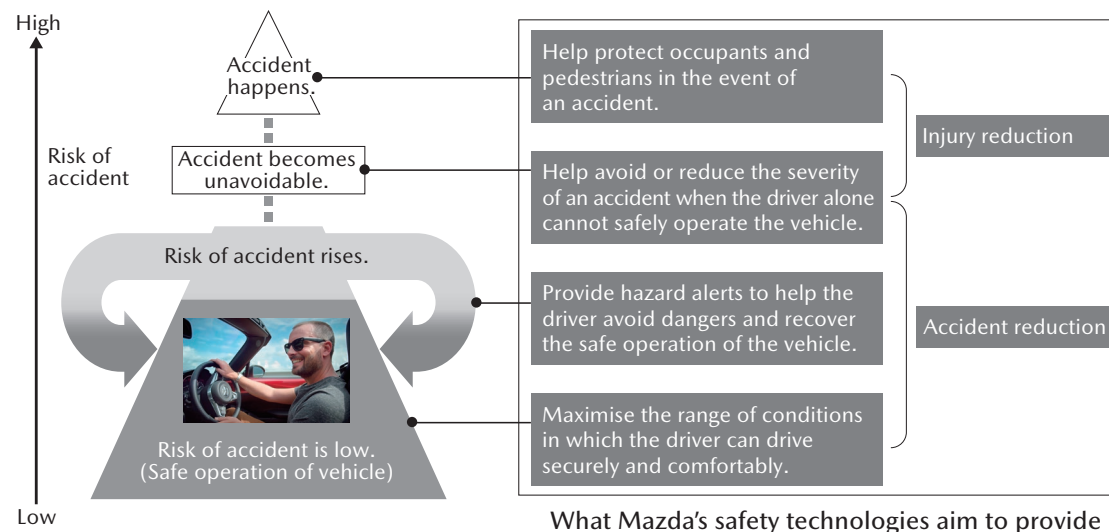 High
Risk of
accident
Low
Accident
happens.
Accident becomes
unavoidable.
Risk of accident rises.
Risk of accident is low.
(Safe operation of vehicle)
Help protect occupants and
pedestrians in the event of
an accident.
Help avoid or reduce the severity
of an accident when the driver alone
cannot safely operate the vehicle.
Provide hazard alerts to help the
driver avoid dangers and recover
the safe operation of the vehicle.
Maximise the range of conditions
in which the driver can drive
securely and comfortably.
Injury reduction
Accident reduction
What Mazda’s safety technologies aim to provide